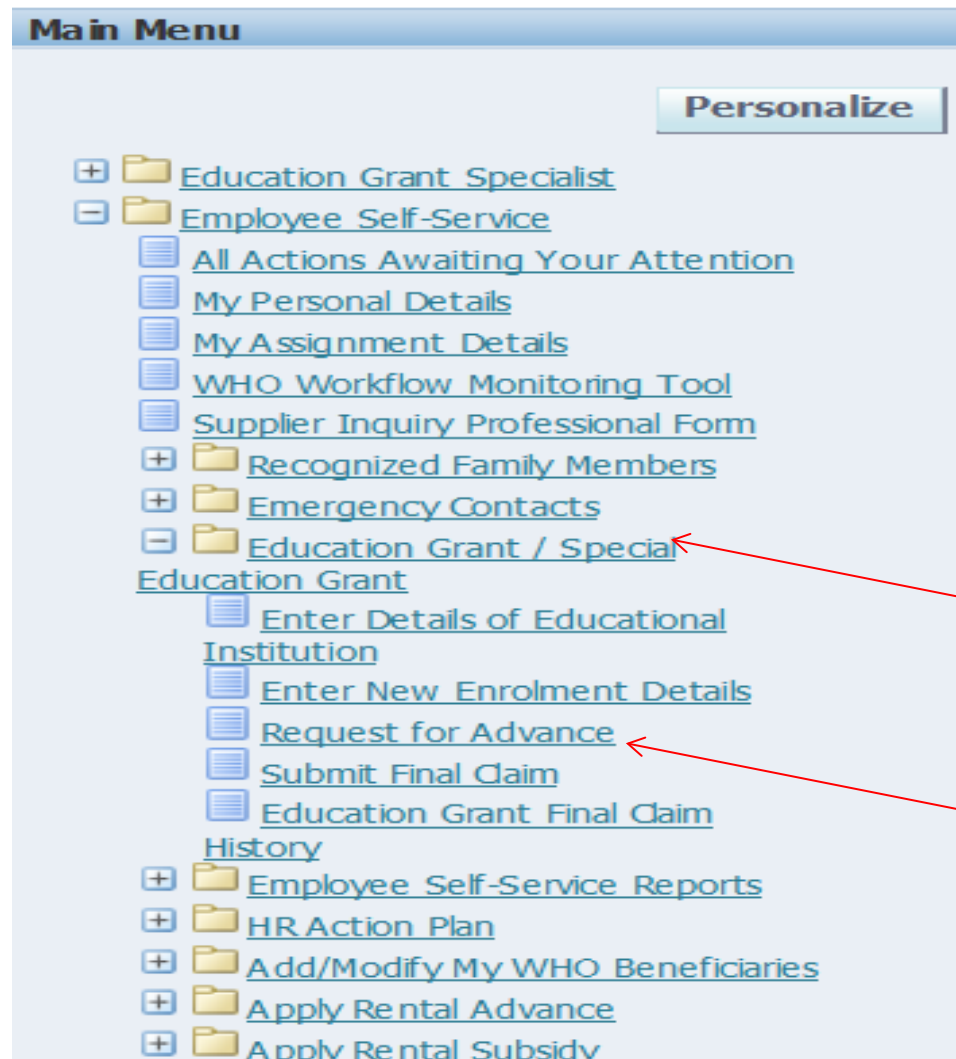 Main Menu
Personalize
Education Grant Specialist
Employee Self-Service
All Actions Awaiting Your Attention
My Personal Details
My Assignment Details
WHO Workflow Monitoring Tool
Supplier Inquiry Professional Form
Recognized Family Members
Emergency Contacts
Education Grant / Special
Education Grant
Enter Details of Educational
Institution
Enter New Enrolment Details
Request for Advance
Submit Final Claim
Education Grant Final Claim
History
Employee Self-Service Reports
HR Action Plan
Add/Modify My WHO Beneficiaries
Apply Rental Advance
Apply Rental Subsidy